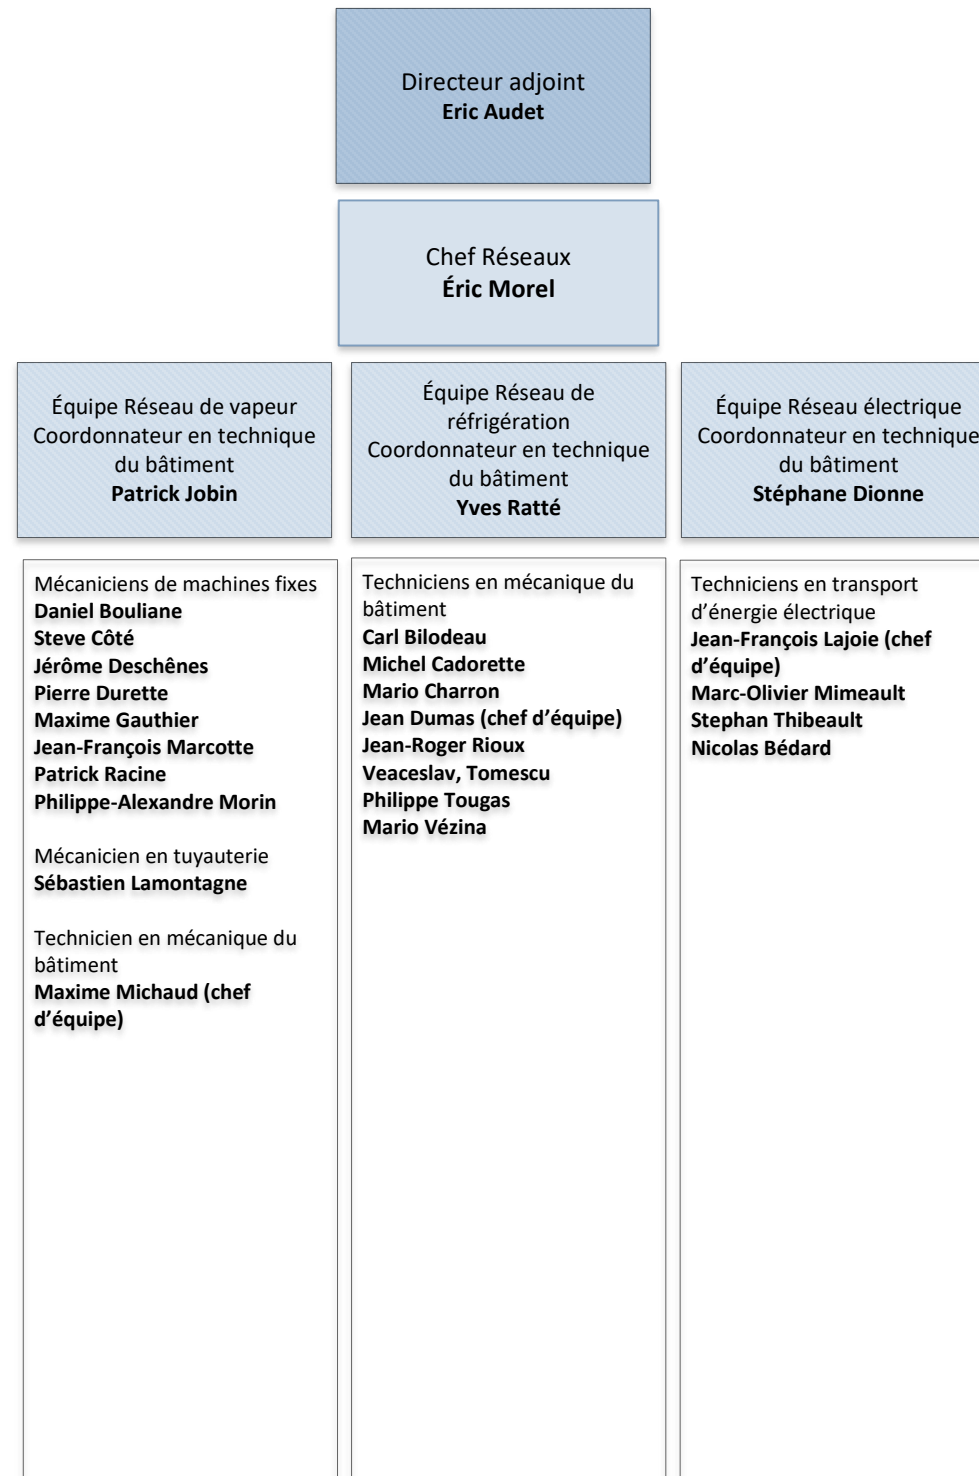 Directeur adjoint
Eric Audet
Chef Réseaux
Éric Morel
Équipe Réseau de vapeur
Coordonnateur en technique
du bâtiment
Patrick Jobin
Équipe Réseau de
réfrigération
Coordonnateur en technique
du bâtiment
Yves Ratté
Équipe Réseau électrique
Coordonnateur en technique
du bâtiment
Stéphane Dionne
Mécaniciens de machines fixes
Daniel Bouliane
Steve Côté
Jérôme Deschênes
Pierre Durette
Maxime Gauthier
Jean-François Marcotte
Patrick Racine
Philippe-Alexandre Morin
Mécanicien en tuyauterie
Sébastien Lamontagne
Technicien en mécanique du
bâtiment
Maxime Michaud (chef
d’équipe)
Techniciens en mécanique du
bâtiment
Carl Bilodeau
Michel Cadorette
Mario Charron
Jean Dumas (chef d’équipe)
Jean-Roger Rioux
Veaceslav, Tomescu
Philippe Tougas
Mario Vézina
Techniciens en transport
d’énergie électrique
Jean-François Lajoie (chef
d’équipe)
Marc-Olivier Mimeault
Stephan Thibeault
Nicolas Bédard